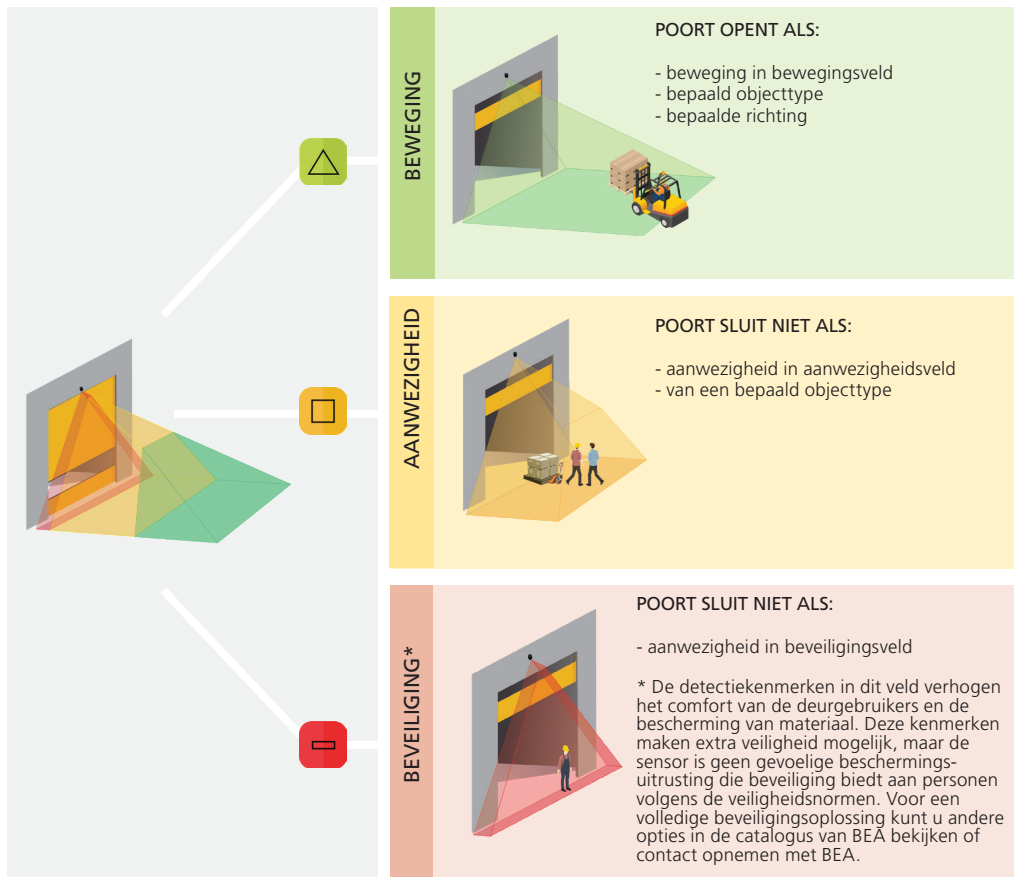 BEWEGING
POORT OPENT ALS:
- beweging in bewegingsveld
- bepaald objecttype
- bepaalde richting
AANWEZIGHEID
POORT SLUIT NIET ALS:
- aanwezigheid in aanwezigheidsveld
- van een bepaald objecttype
BEVEILIGING*
POORT SLUIT NIET ALS:
- aanwezigheid in beveiligingsveld
* De detectiekenmerken in dit veld verhogen
het comfort van de deurgebruikers en de
bescherming van materiaal. Deze kenmerken
maken extra veiligheid mogelijk, maar de
sensor is geen gevoelige beschermings-
uitrusting die beveiliging biedt aan personen
volgens de veiligheidsnormen. Voor een
volledige beveiligingsoplossing kunt u andere
opties in de catalogus van BEA bekijken of
contact opnemen met BEA.